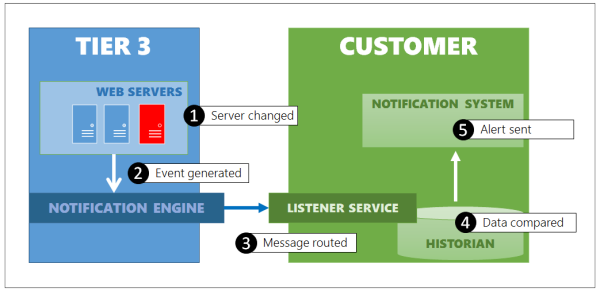 TIER 3
CUSTOMER
WEB SERVERS
1 Server changed
2 Event generated
NOTIFICATION ENGINE
3 Message routed
LISTENER SERVICE
4 Data compared
HISTORIAN
NOTIFICATION SYSTEM
5 Alert sent